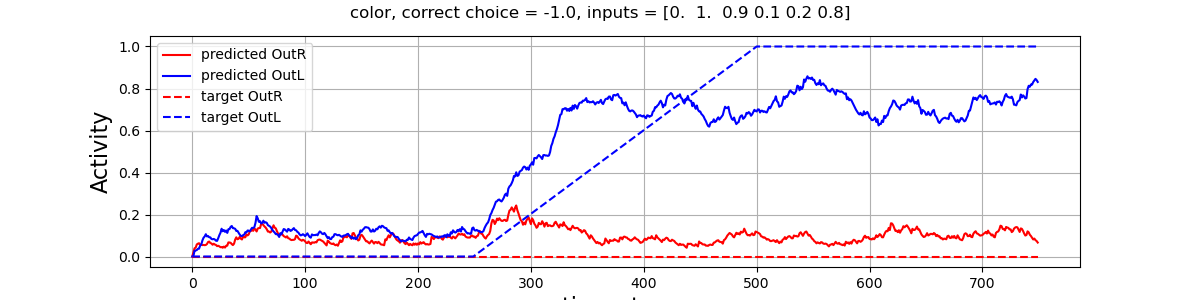 color, correct choice = -1.0, inputs = [0.  1.  0.9 0.1 0.2 0.8]
1.0
0.8
0.6
0.4
0.2
0.0
Activity
predicted OutR
predicted OutL
target OutR
target OutL
0 100 200 300 400 500 600 700